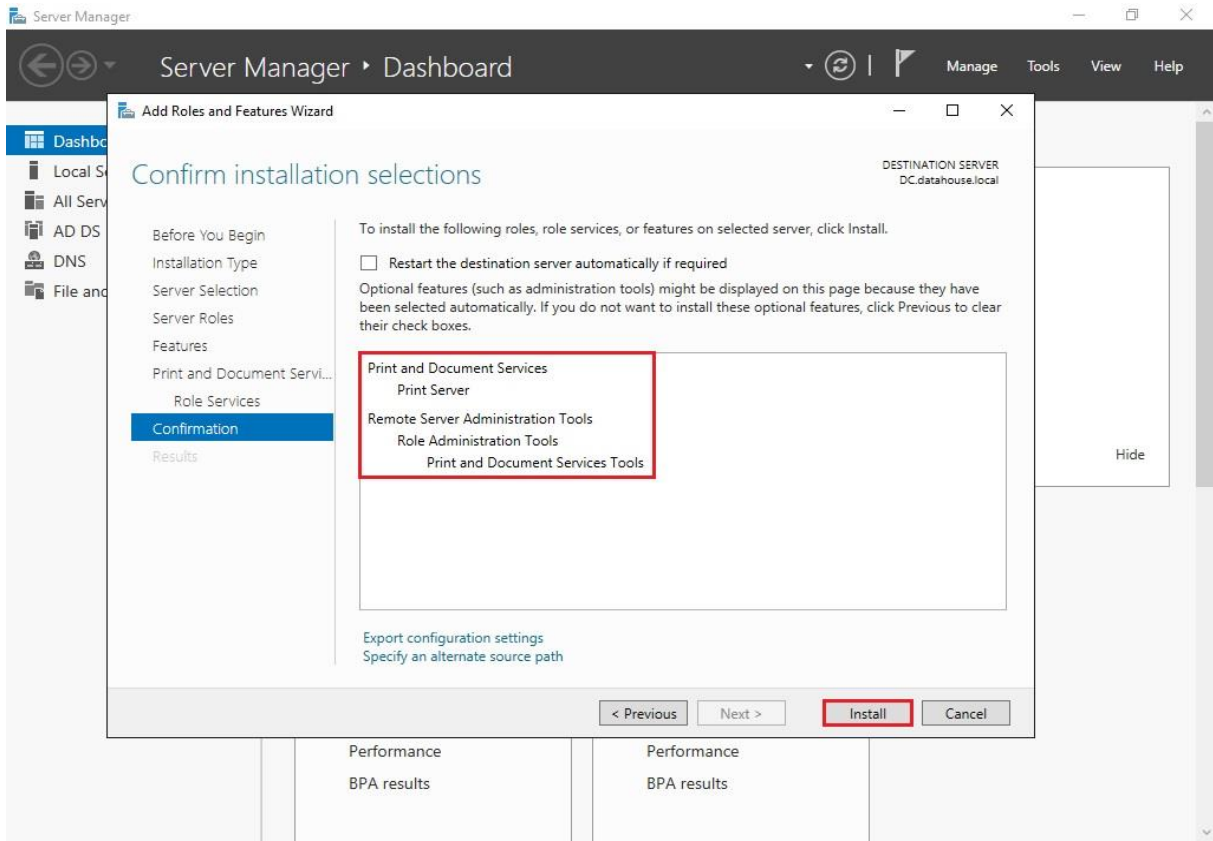 Server Manager
Server Manager ‣ Dashboard
Manage Tools View Help
Add Roles and Features Wizard
Dashbc
Local Se
All Serv
AD DS
DNS
File and
Confirm installation selections
DESTINATION SERVER
DC.datahouse.local
Before You Begin
Installation Type
Server Selection
Server Roles
Features
Print and Document Servi...
Role Services
Confirmation
Results
To install the following roles, role services, or features on selected server, click Install.
Restart the destination server automatically if required
Optional features (such as administration tools) might be displayed on this page because they have
been selected automatically. If you do not want to install these optional features, click Previous to clear
their check boxes.
Print and Document Services
Print Server
Remote Server Administration Tools
Role Administration Tools
Print and Document Services Tools
Hide
Export configuration settings
Specify an alternate source path
< Previous Next > Install Cancel
Performance Performance
BPA results BPA results